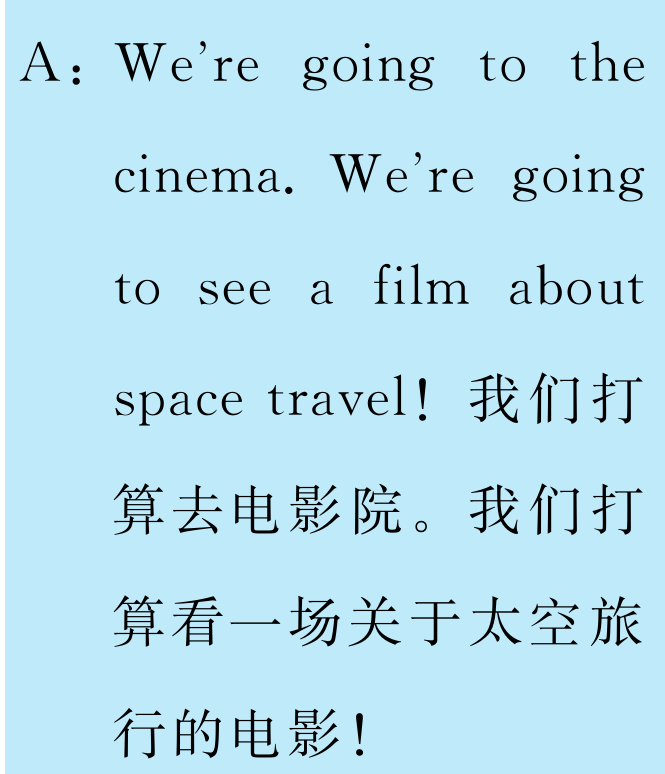 A：We're going to the
cinema. We're going
to see a film about
space travel！我们打
算去电影院。我们打
算看一场关于太空旅
行的电影！